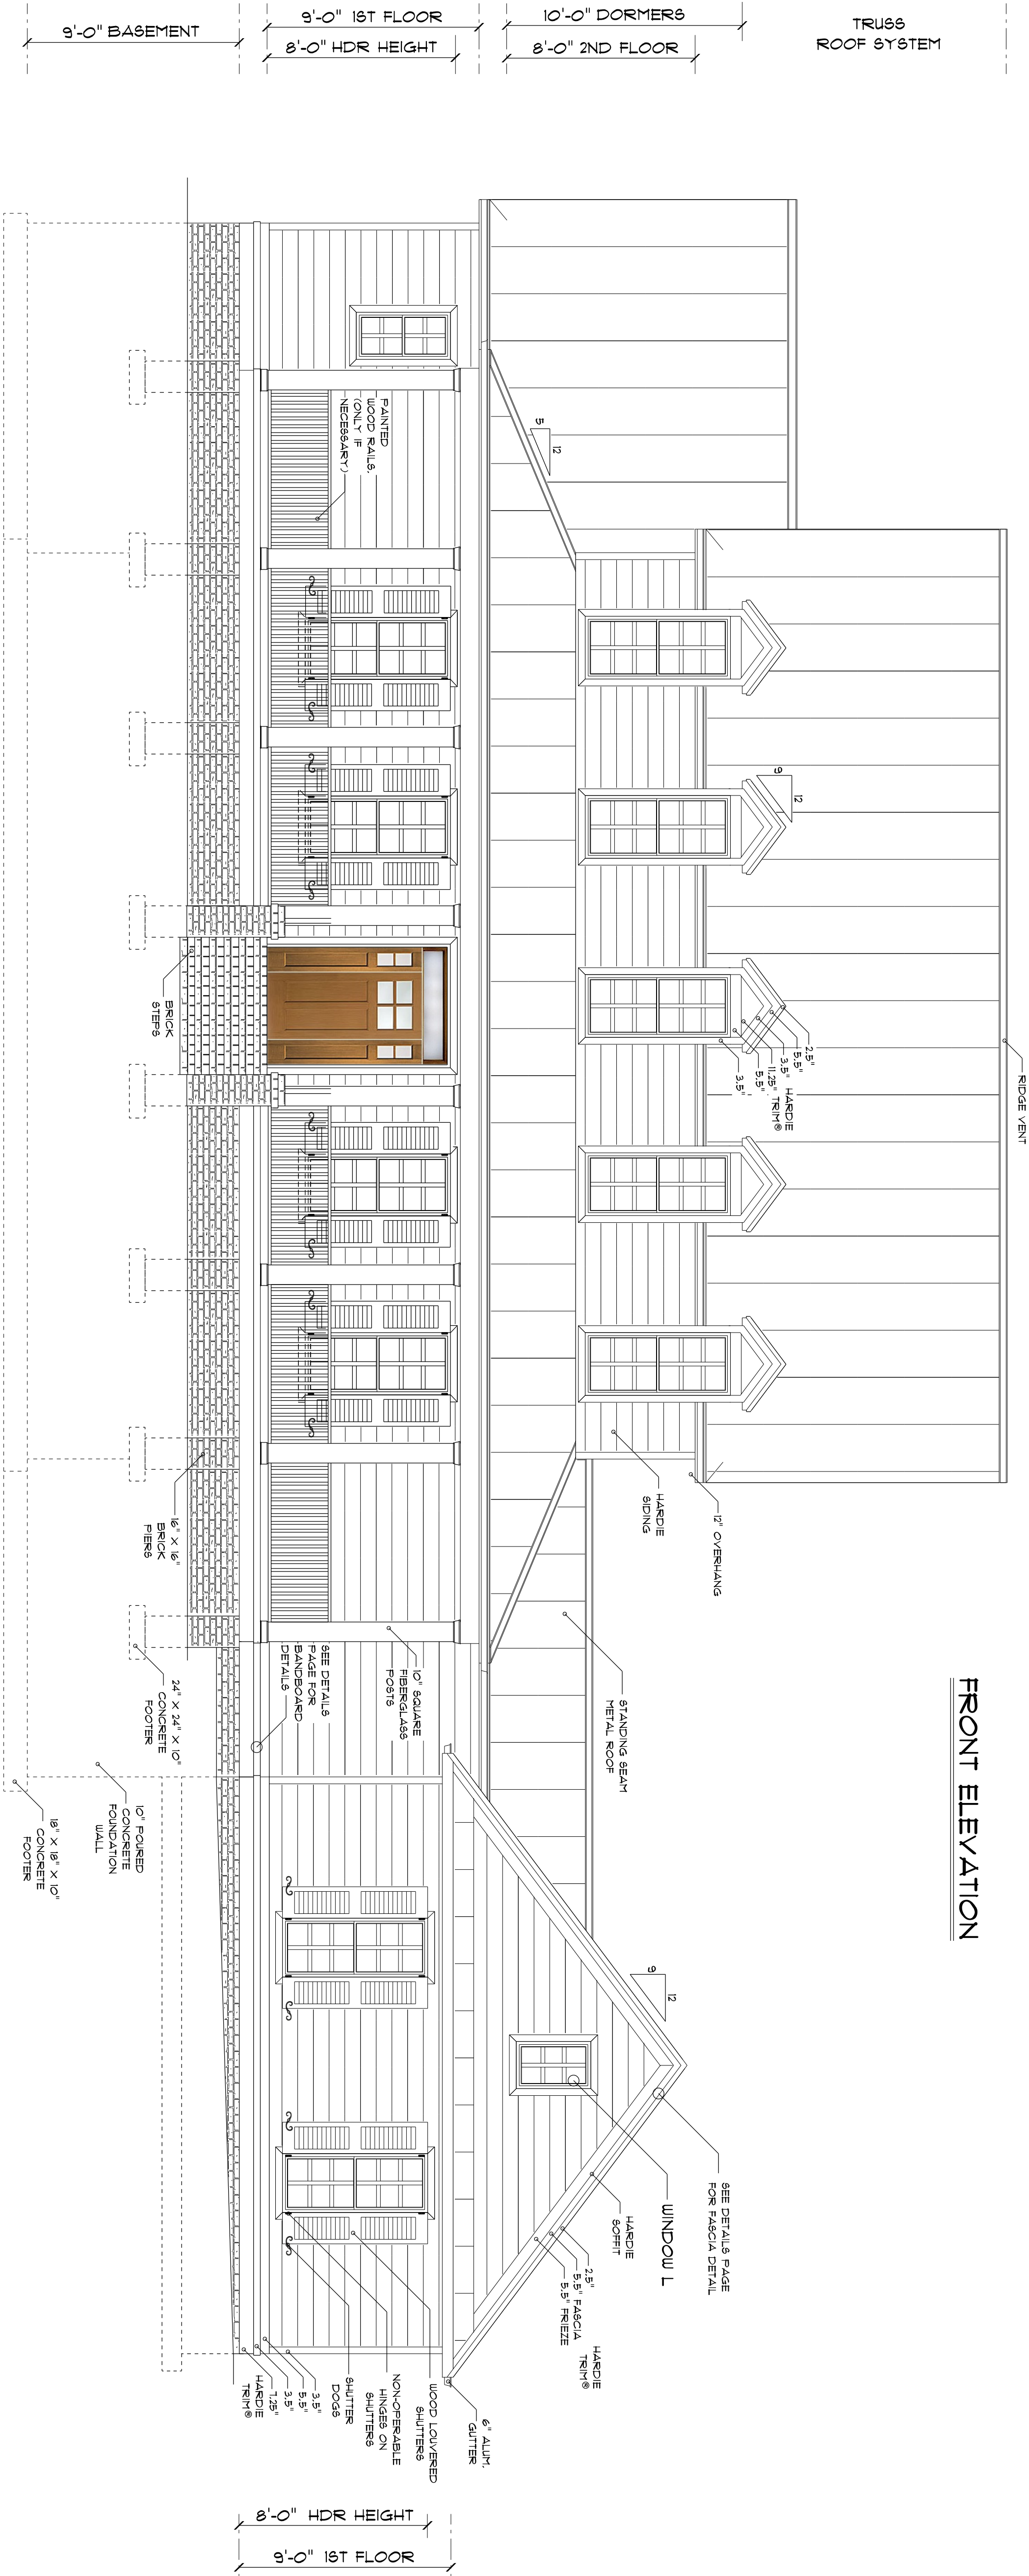 FRONT ELEVATION
TRUSS
ROOF SYSTEM
10'-0" DORMERS
8'-0" 2ND FLOOR
9'-0" 1ST FLOOR
8'-0" HDR HEIGHT
9'-0" BASEMENT
RIDGE VENT
5
12
9
12
2.5"
5.5"
3.5" HARDIE
11.25" TRIM®
5.5"
3.5"
12" OVERHANG
HARDIE
SIDING
STANDING SEAM
METAL ROOF
9
12
SEE DETAILS PAGE
FOR FASCIA DETAIL
WINDOW L
HARDIE
SOFFIT
2.5"
5.5" FASCIA
5.5" FRIEZE
HARDIE
TRIM®
6" ALUM.
GUTTER
PAINTED
WOOD RAILS.
(ONLY IF
NECESSARY)
BRICK
STEPS
16" X 16"
BRICK
PIERS
10" SQUARE
FIBERGLASS
POSTS
SEE DETAILS
PAGE FOR
BANDBOARD
DETAILS
24" X 24" X 10"
CONCRETE
FOOTER
10" POURED
CONCRETE
FOUNDATION
WALL
18" X 18" X 10"
CONCRETE
FOOTER
WOOD LOUVERED
SHUTTERS
NON-OPERABLE
HINGES ON
SHUTTERS
SHUTTER
DOGS
3.5"
5.5"
3.5"
7.25"
HARDIE
TRIM®
8'-0" HDR HEIGHT
9'-0" 1ST FLOOR